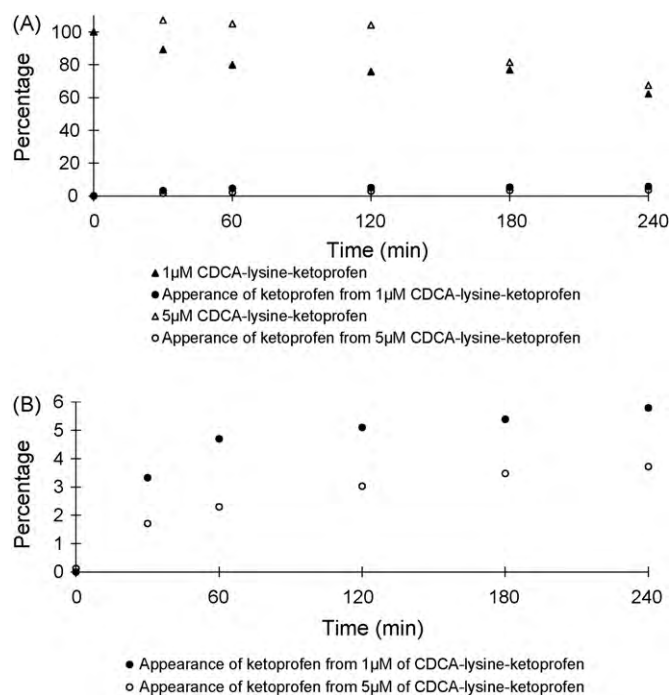 (A)
Percentage
100
80
60
40
20
0
0 60 120 180 240
Time (min)
▲ 1µM CDCA-lysine-ketoprofen
● Apperance of ketoprofen from 1µM CDCA-lysine-ketoprofen
△ 5µM CDCA-lysine-ketoprofen
○ Apperance of ketoprofen from 5µM CDCA-lysine-ketoprofen
(B)
Percentage
6
5
4
3
2
1
0
0 60 120 180 240
Time (min)
● Appearance of ketoprofen from 1µM of CDCA-lysine-ketoprofen
○ Appearance of ketoprofen from 5µM of CDCA-lysine-ketoprofen